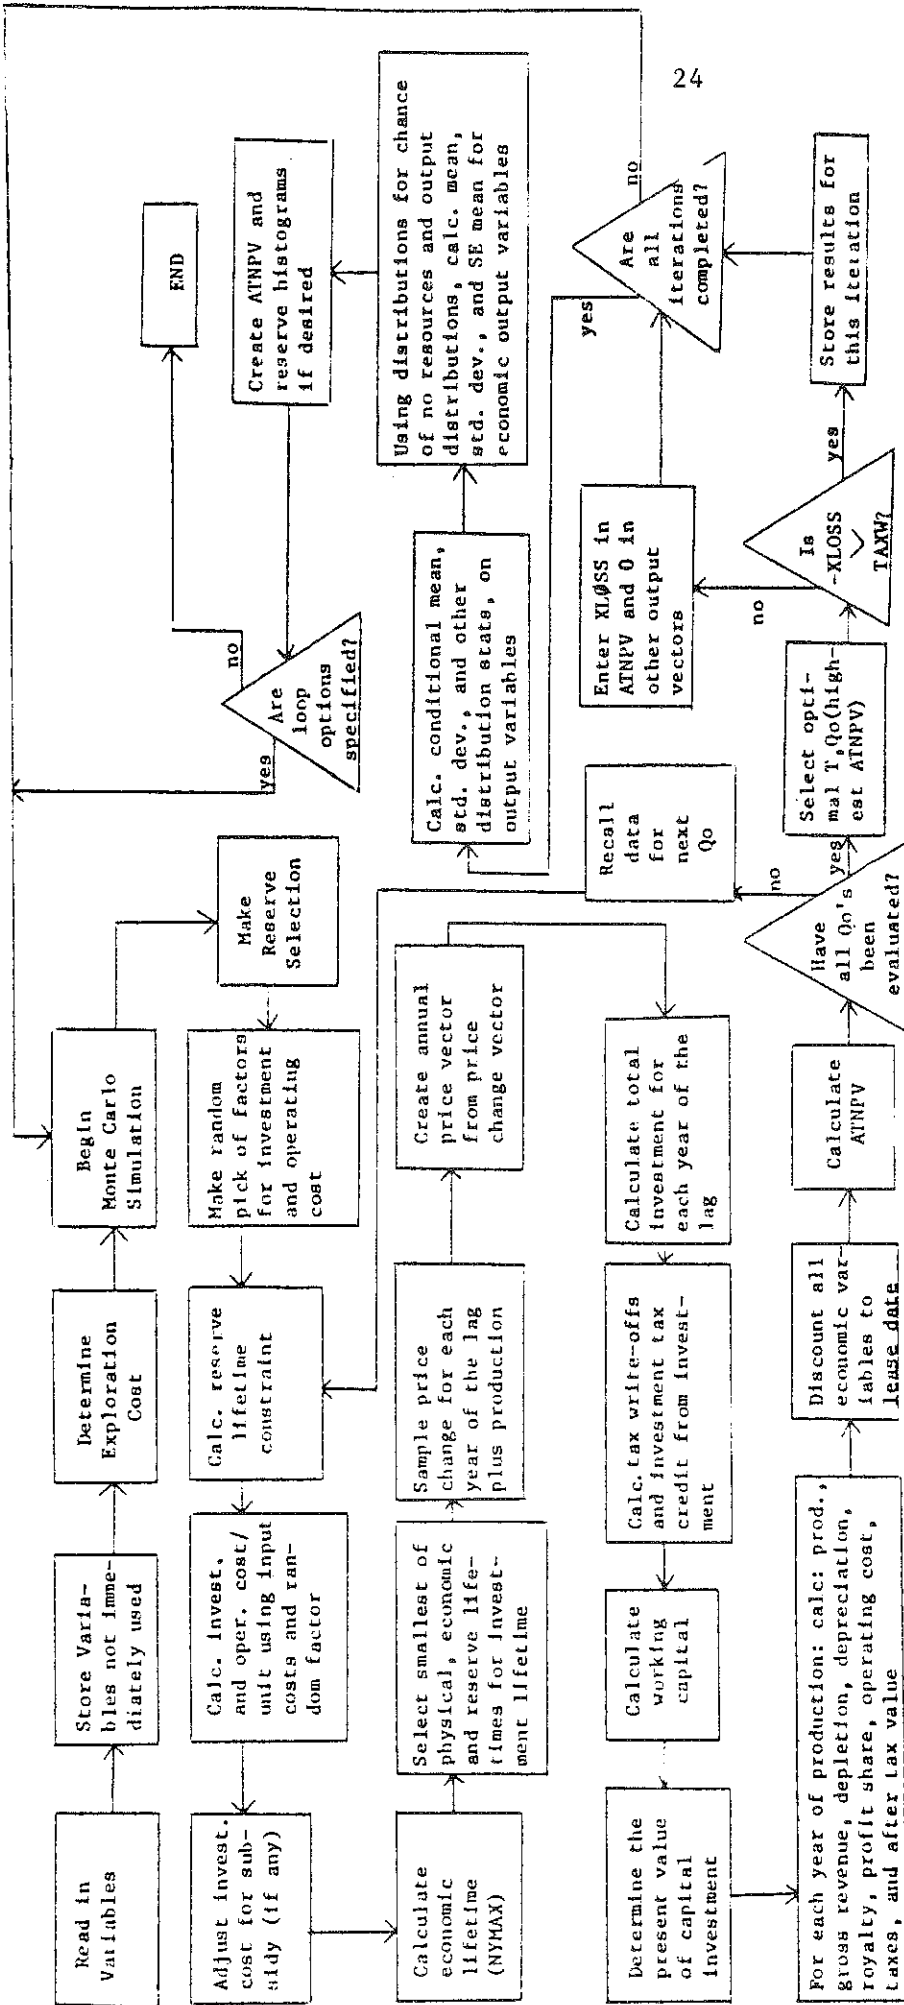 24
Read in
Variables
Store Varia-
bles not imme-
diately used
Determine
Exploration
Cost
Begin
Monte Carlo
Simulation
Make
Reserve
Selection
Make random
pick of factors
for investment
and operating
cost
Calc. reserve
lifetime
constraint
Calc. invest.
and oper. cost/
unit using input
costs and ran-
dom factor
Adjust invest.
cost for sub-
sidy (if any)
Calculate
economic
lifetime
(NYMAX)
Select smallest of
physical, economic
and reserve life-
times for invest-
ment lifetime
Sample price
change for each
year of the lag
plus production
Create annual
price vector
from price
change vector
Calculate total
investment for
each year of the
lag
Calc. tax write-offs
and investment tax
credit from invest-
ment
Calculate
working
capital
Determine the
present value
of capital
investment
For each year of production: calc: prod.,
gross revenue, depletion, depreciation,
royalty, profit share, operating cost,
taxes, and after tax value
Discount all
economic var-
iables to
lease date
Calculate
ATNPV
Have
all Qo's
been
evaluated?
no
yes
Recall
data
for
next
Qo
Select opti-
mal T,Qo(high-
est ATNPV)
Is
-XLOSS
>
TAXW?
no
yes
Enter XLØSS in
ATNPV and 0 in
other output
vectors
Store results for
this iteration
Are
all
iterations
completed?
no
yes
Calc. conditional mean,
std. dev., and other
distribution stats, on
output variables
Using distributions for chance
of no resources and output
distributions, calc. mean,
std. dev., and SE mean for
economic output variables
Create ATNPV and
reserve histograms
if desired
Are
loop
options
specified?
yes
no
END